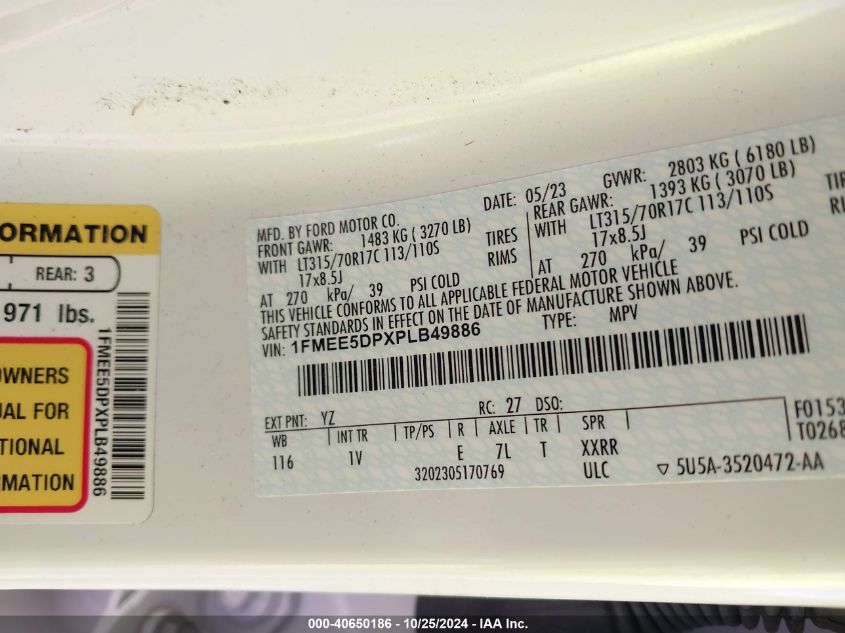 ORMATION
REAR: 3
971 lbs.
OWNERS
UAL FOR
TIONAL
RMATION
1FMEE5DPXPLB49886
MFD. BY FORD MOTOR CO.
DATE: 05/23
GVWR: 2803 KG ( 6180 LB)
FRONT GAWR: 1483 KG ( 3270 LB)
REAR GAWR: 1393 KG ( 3070 LB)
WITH LT315/70R17C 113/110S TIRES
WITH LT315/70R17C 113/110S TIR
17x8.5J RIMS
17x8.5J RI
AT 270 kPa/ 39 PSI COLD
AT 270 kPa/ 39 PSI COLD
THIS VEHICLE CONFORMS TO ALL APPLICABLE FEDERAL MOTOR VEHICLE
SAFETY STANDARDS IN EFFECT ON THE DATE OF MANUFACTURE SHOWN ABOVE.
VIN: 1FMEE5DPXPLB49886
TYPE: MPV
EXT PNT: YZ RC: 27 DSO:
WB INT TR TP/PS R AXLE TR SPR
116 1V E 7L T XXRR
3202305170769 ULC
F0153
T0268
5U5A-3520472-AA
000-40650186 - 10/25/2024 - IAA Inc.